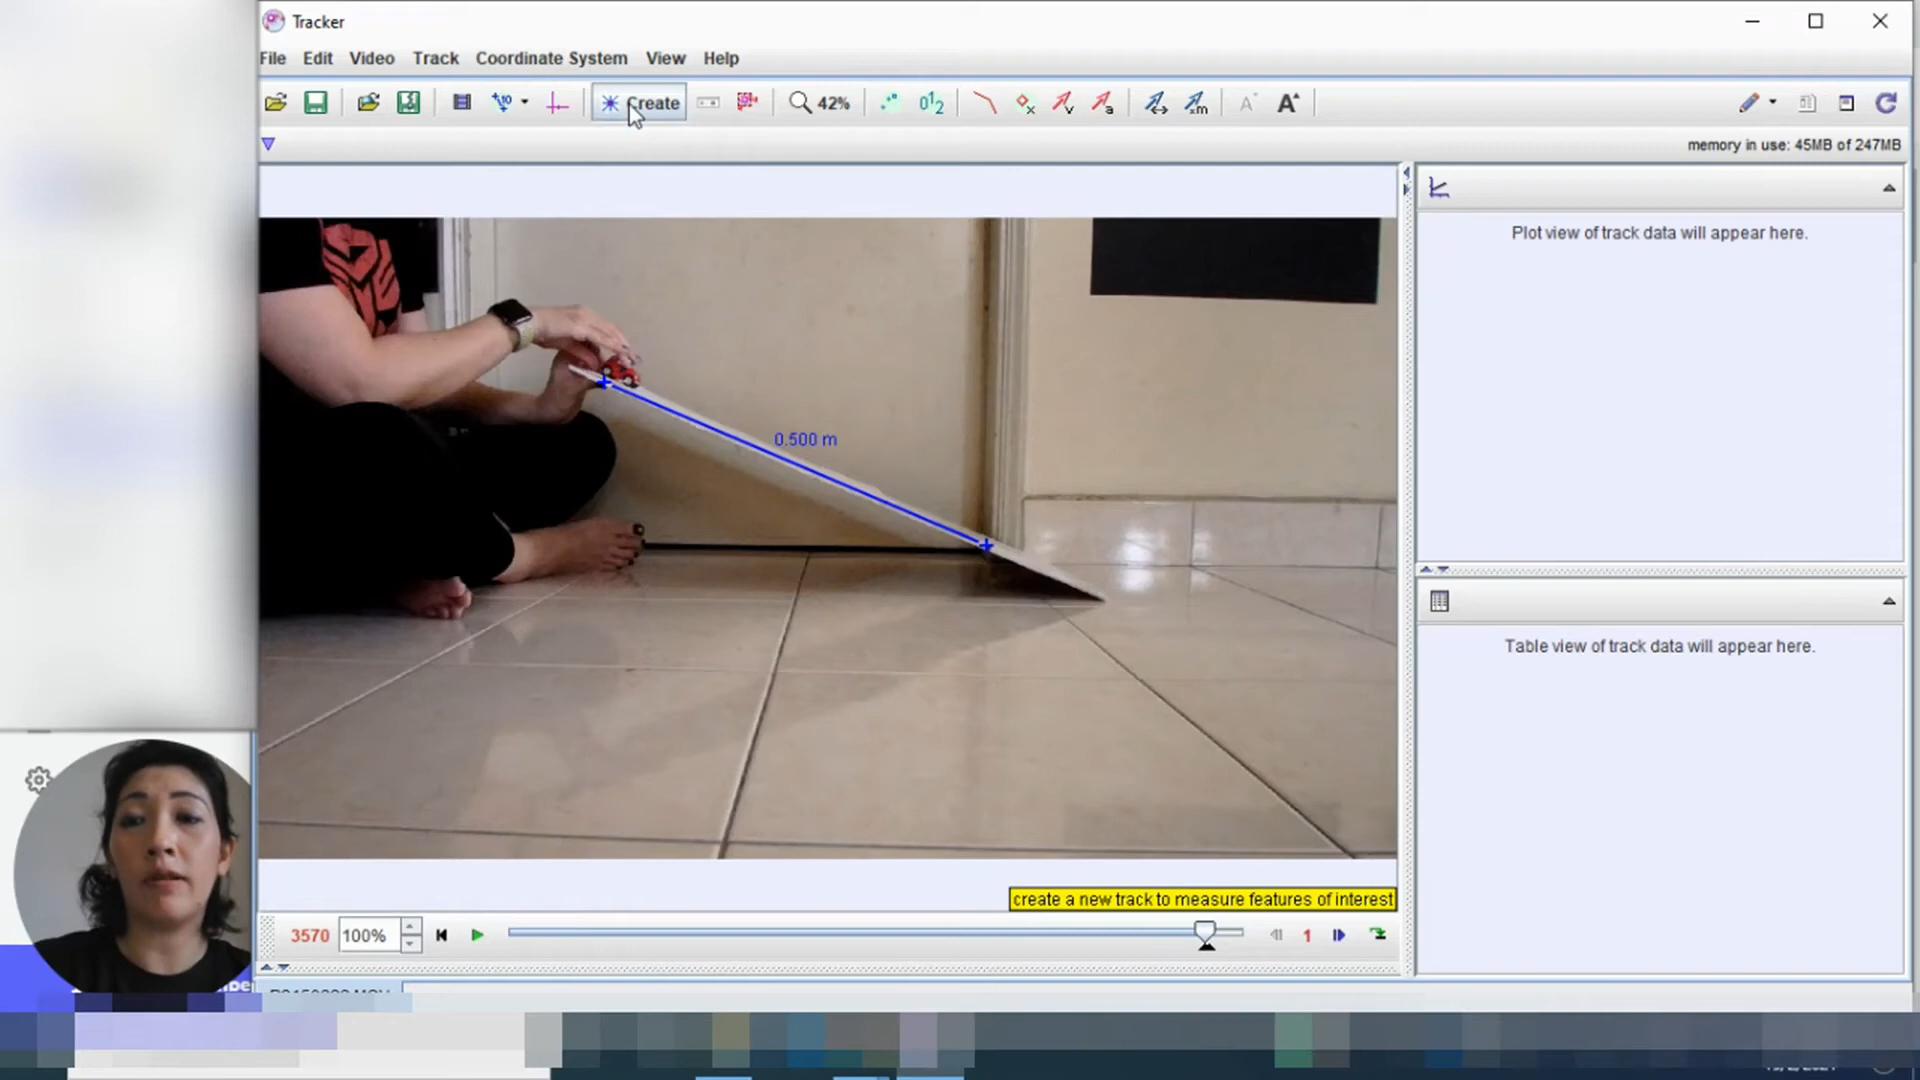 Tracker
File Edit Video Track Coordinate System View Help
Create 42%
memory in use: 45MB of 247MB
Plot view of track data will appear here.
0.500 m
Table view of track data will appear here.
create a new track to measure features of interest
3570 100% 1